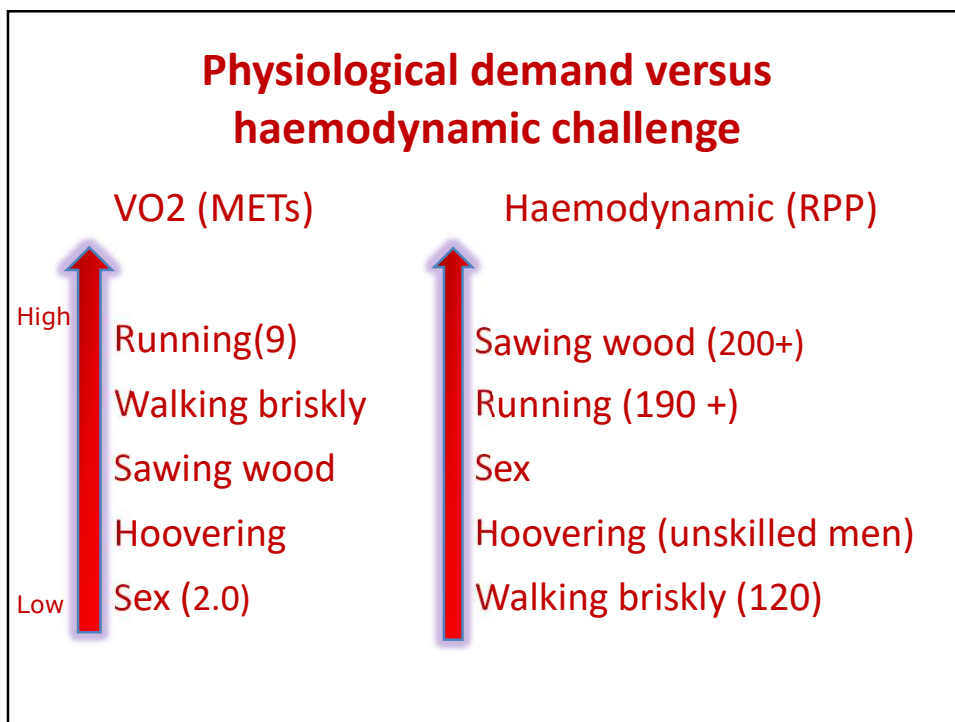 Physiological demand versus
haemodynamic challenge
VO2 (METs)
High
Running(9)
Walking briskly
Sawing wood
Hoovering
Low
Sex (2.0)
Haemodynamic (RPP)
Sawing wood (200+)
Running (190 +)
Sex
Hoovering (unskilled men)
Walking briskly (120)